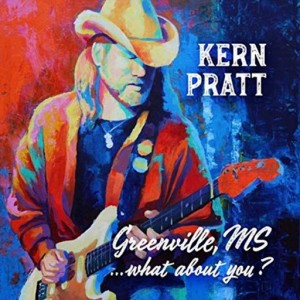 KERN
PRATT
Greenville, MS
...what about you?